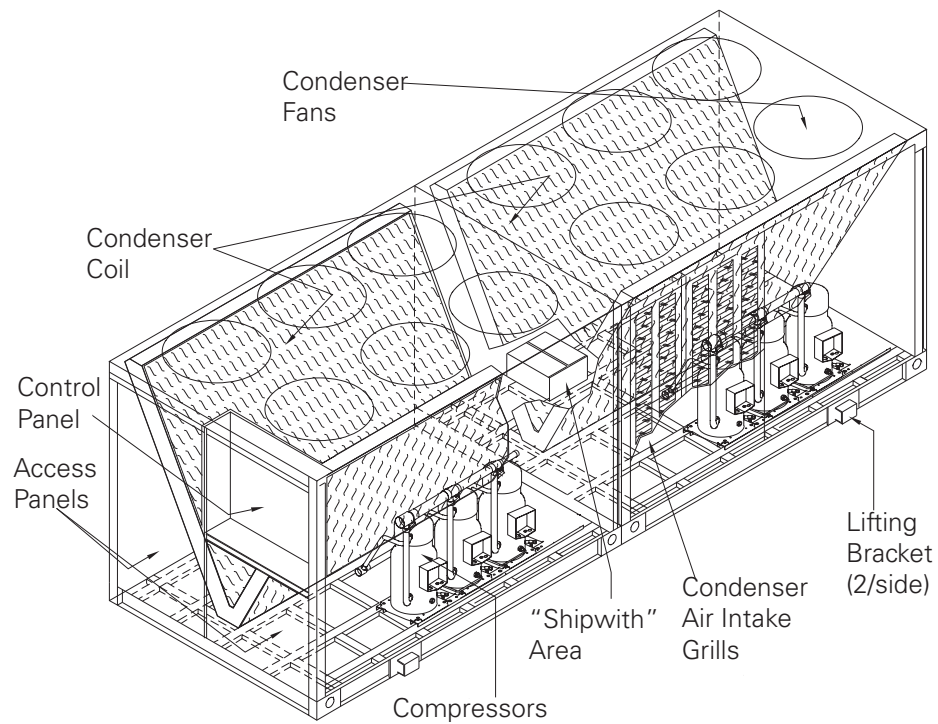 Condenser
Fans
Condenser
Coil
Control
Panel
Access
Panels
Lifting
Bracket
(2/side)
Condenser
Air Intake
Grills
“Shipwith”
Area
Compressors